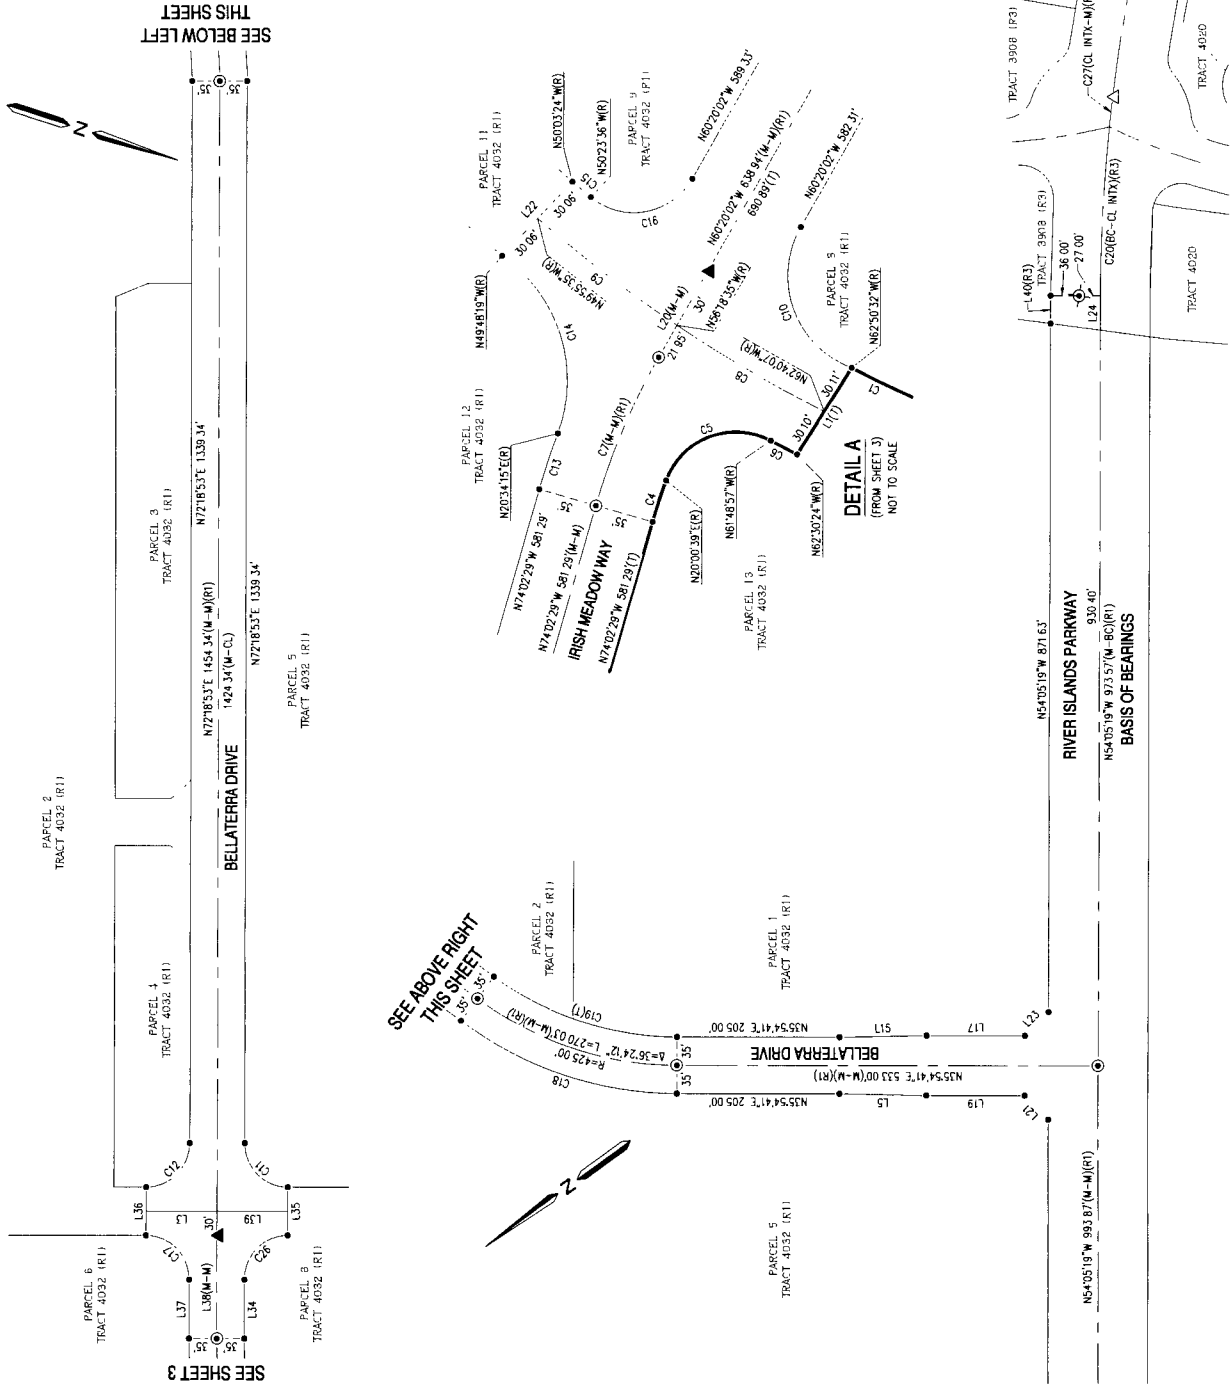 SEE BELOW LEFT
THIS SHEET
35'
35'
N
N72°18'53"E 1339 34'
PARCEL 3
TRACT 4032 (R1)
N72°18'53"E 1454 34'(M-M)(R1)
1424 34'(M-CL)
N72°18'53"E 1339 34'
BELLATERRA DRIVE
PARCEL 5
TRACT 4032 (R1)
PARCEL 2
TRACT 4032 (R1)
PARCEL 4
TRACT 4032 (R1)
C12
C11
L36
L3
L39
L35
30'
C17
C26
L37
L38(M-M)
L34
PARCEL 6
TRACT 4032 (R1)
PARCEL 8
TRACT 4032 (R1)
35'
35'
SEE SHEET 3
PARCEL 11
TRACT 4032 (R1)
N50°03'24"W(R)
N50°23'36"W(R)
PARCEL 9
TRACT 4032 (R1)
N60°20'02"W 589 33'
C15
L22
30 06'
30 06'
C16
N60°20'02"W 638 94'(M-M)(R1)
690 89'(T)
N60°20'02"W 582 31'
N49°48'19"W(R)
N49°55'35"W(R)
C9
C14
L20(M-M)
30'
N56°18'35"W(R)
21 95'
C10
PARCEL 9
TRACT 4032 (R1)
N62°50'32"W(R)
N62°40'07"W(R)
C8
30 11'
L1(T)
30 10'
C1
PARCEL 12
TRACT 4032 (R1)
N20°34'15"E(R)
C13
C7(M-M)(R1)
C5
C6
DETAIL A
(FROM SHEET 3)
NOT TO SCALE
35'
35'
C4
N61°48'57"W(R)
N62°30'24"W(R)
N20°00'39"E(R)
N74°02'29"W 581 29'
N74°02'29"W 581 29'(M-M)
IRISH MEADOW WAY
N74°02'29"W 581 29'(T)
PARCEL 13
TRACT 4032 (R1)
TRACT 3908 (R3)
C27(CL INTX-M)(R
TRACT 4020
L40(R3)
TRACT 3908 (R3)
36 00'
27 00'
L24
C20(BC-CL INTX)(R3)
TRACT 4020
N54°05'19"W 871 63'
RIVER ISLANDS PARKWAY
930 40'
N54°05'19"W 973 57'(M-BC)(R1)
BASIS OF BEARINGS
SEE ABOVE RIGHT
THIS SHEET
35'
35'
PARCEL 2
TRACT 4032 (R1)
C19(T)
Δ=36°24'12" L=270 03'(M-M)(R1)
R=425 00'
C18
PARCEL 1
TRACT 4032 (R1)
35'
35'
N35°54'41"E 205 00'
L15
L17
L23
BELLATERRA DRIVE
N35°54'41"E 533 00'(M-M)(R1)
N35°54'41"E 205 00'
L5
L19
L21
N
PARCEL 5
TRACT 4032 (R1)
N54°05'19"W 993 87'(M-M)(R1)